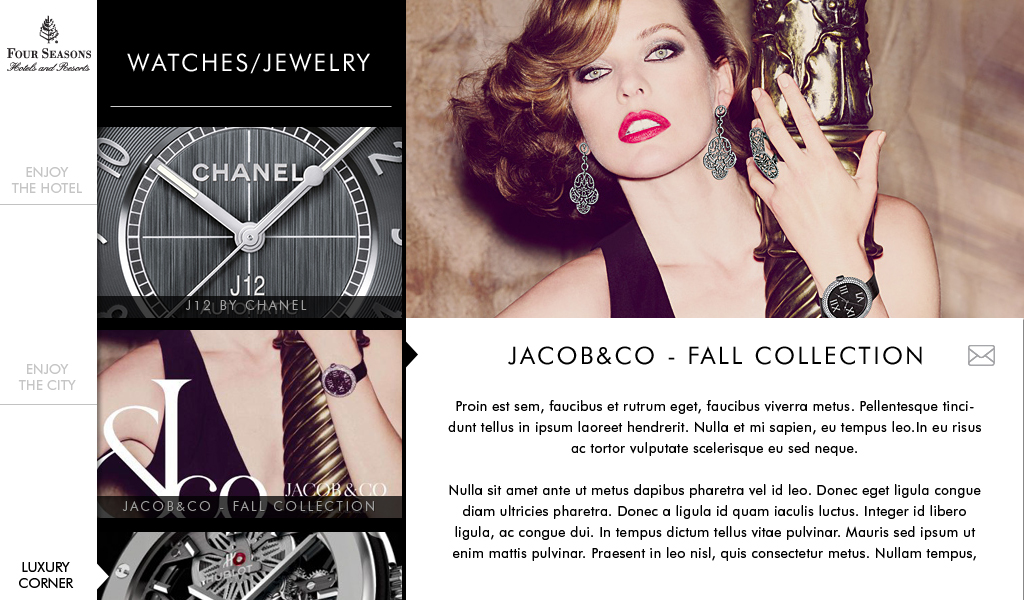 FOUR SEASONS
Hotels and Resorts
ENJOY
THE HOTEL
ENJOY
THE CITY
LUXURY
CORNER
WATCHES/JEWELRY
CHANEL
J12
AUTOMATIC
J12 BY CHANEL
J&CO
JACOB & CO
JACOB&CO - FALL COLLECTION
HUBLOT
JACOB&CO - FALL COLLECTION
Proin est sem, faucibus et rutrum eget, faucibus viverra metus. Pellentesque tinci-
dunt tellus in ipsum laoreet hendrerit. Nulla et mi sapien, eu tempus leo.In eu risus
ac tortor vulputate scelerisque eu sed neque.
Nulla sit amet ante ut metus dapibus pharetra vel id leo. Donec eget ligula congue
diam ultricies pharetra. Donec a ligula id quam iaculis luctus. Integer id libero
ligula, ac congue dui. In tempus dictum tellus vitae pulvinar. Mauris sed ipsum ut
enim mattis pulvinar. Praesent in leo nisl, quis consectetur metus. Nullam tempus,